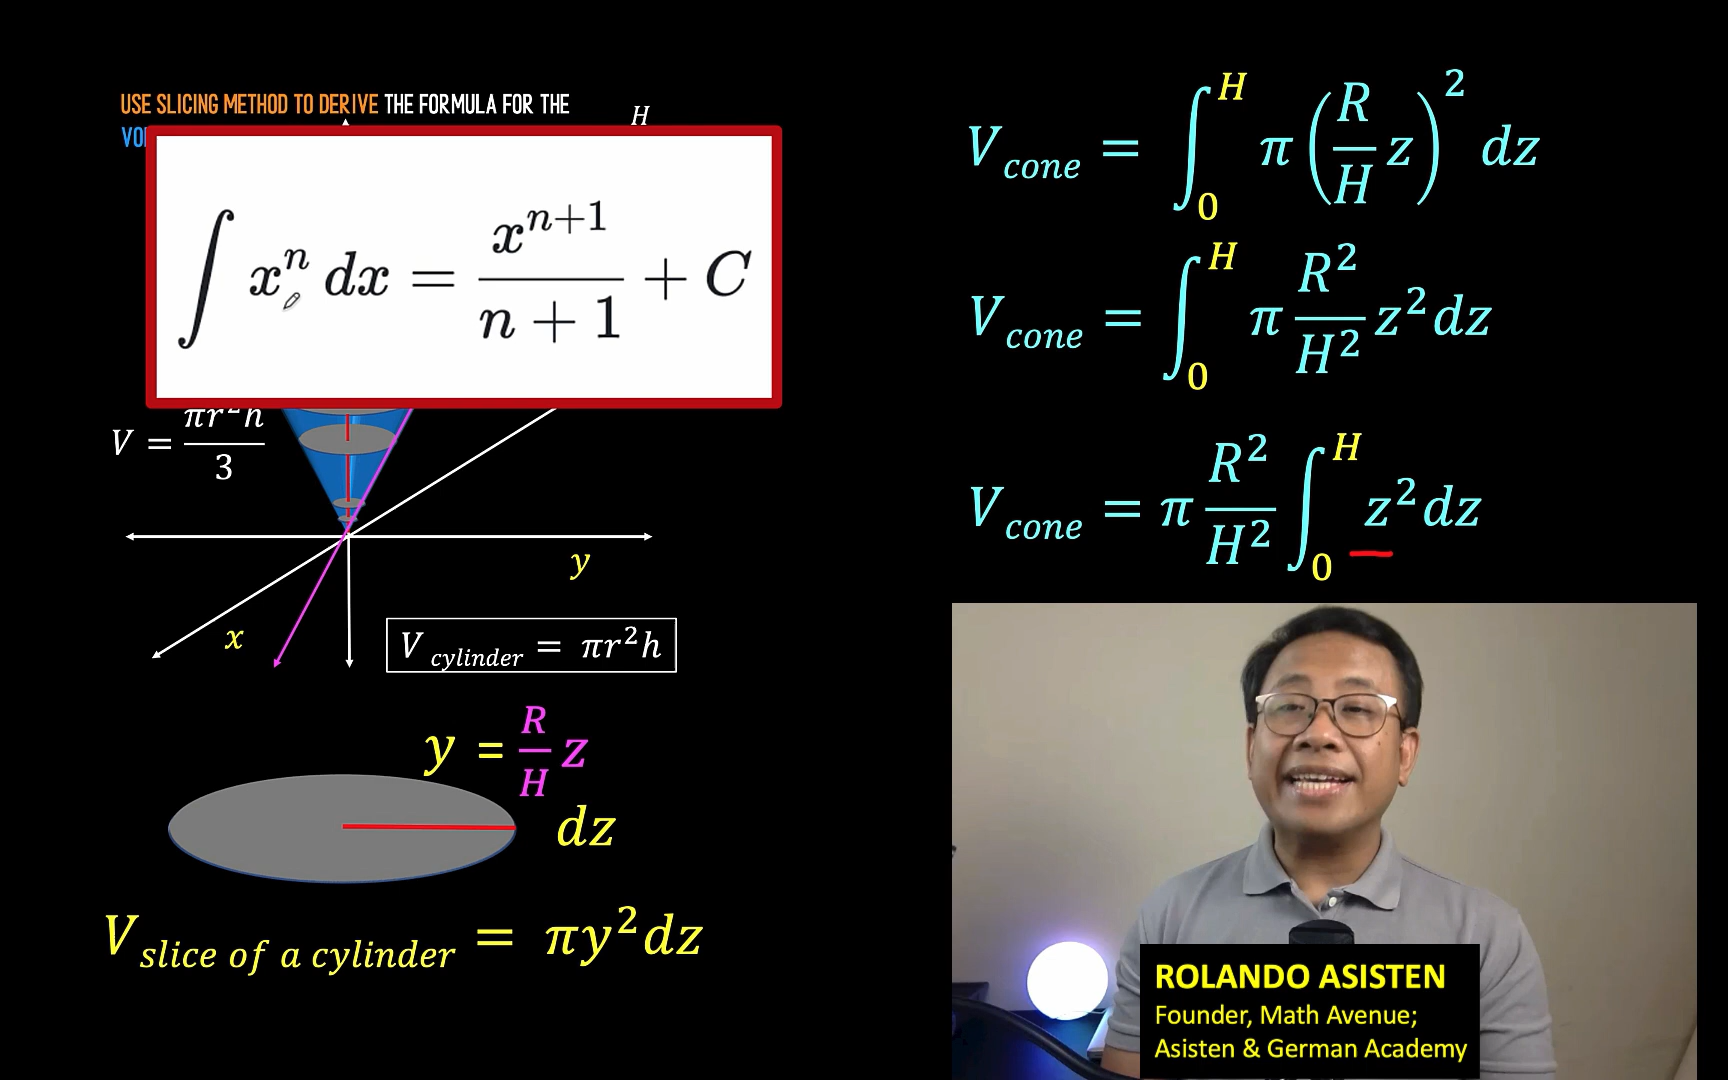 USE SLICING METHOD TO DERIVE THE FORMULA FOR THE
H
∫ xⁿ dx = xⁿ⁺¹ / (n + 1) + C
V = πr²h / 3
y
x
V cylinder = πr²h
y = R/H z
dz
V slice of a cylinder = πy²dz
V cone = ∫₀ᴴ π (R/H z)² dz
V cone = ∫₀ᴴ π R²/H² z² dz
V cone = π R²/H² ∫₀ᴴ z² dz
ROLANDO ASISTEN
Founder, Math Avenue;
Asisten & German Academy